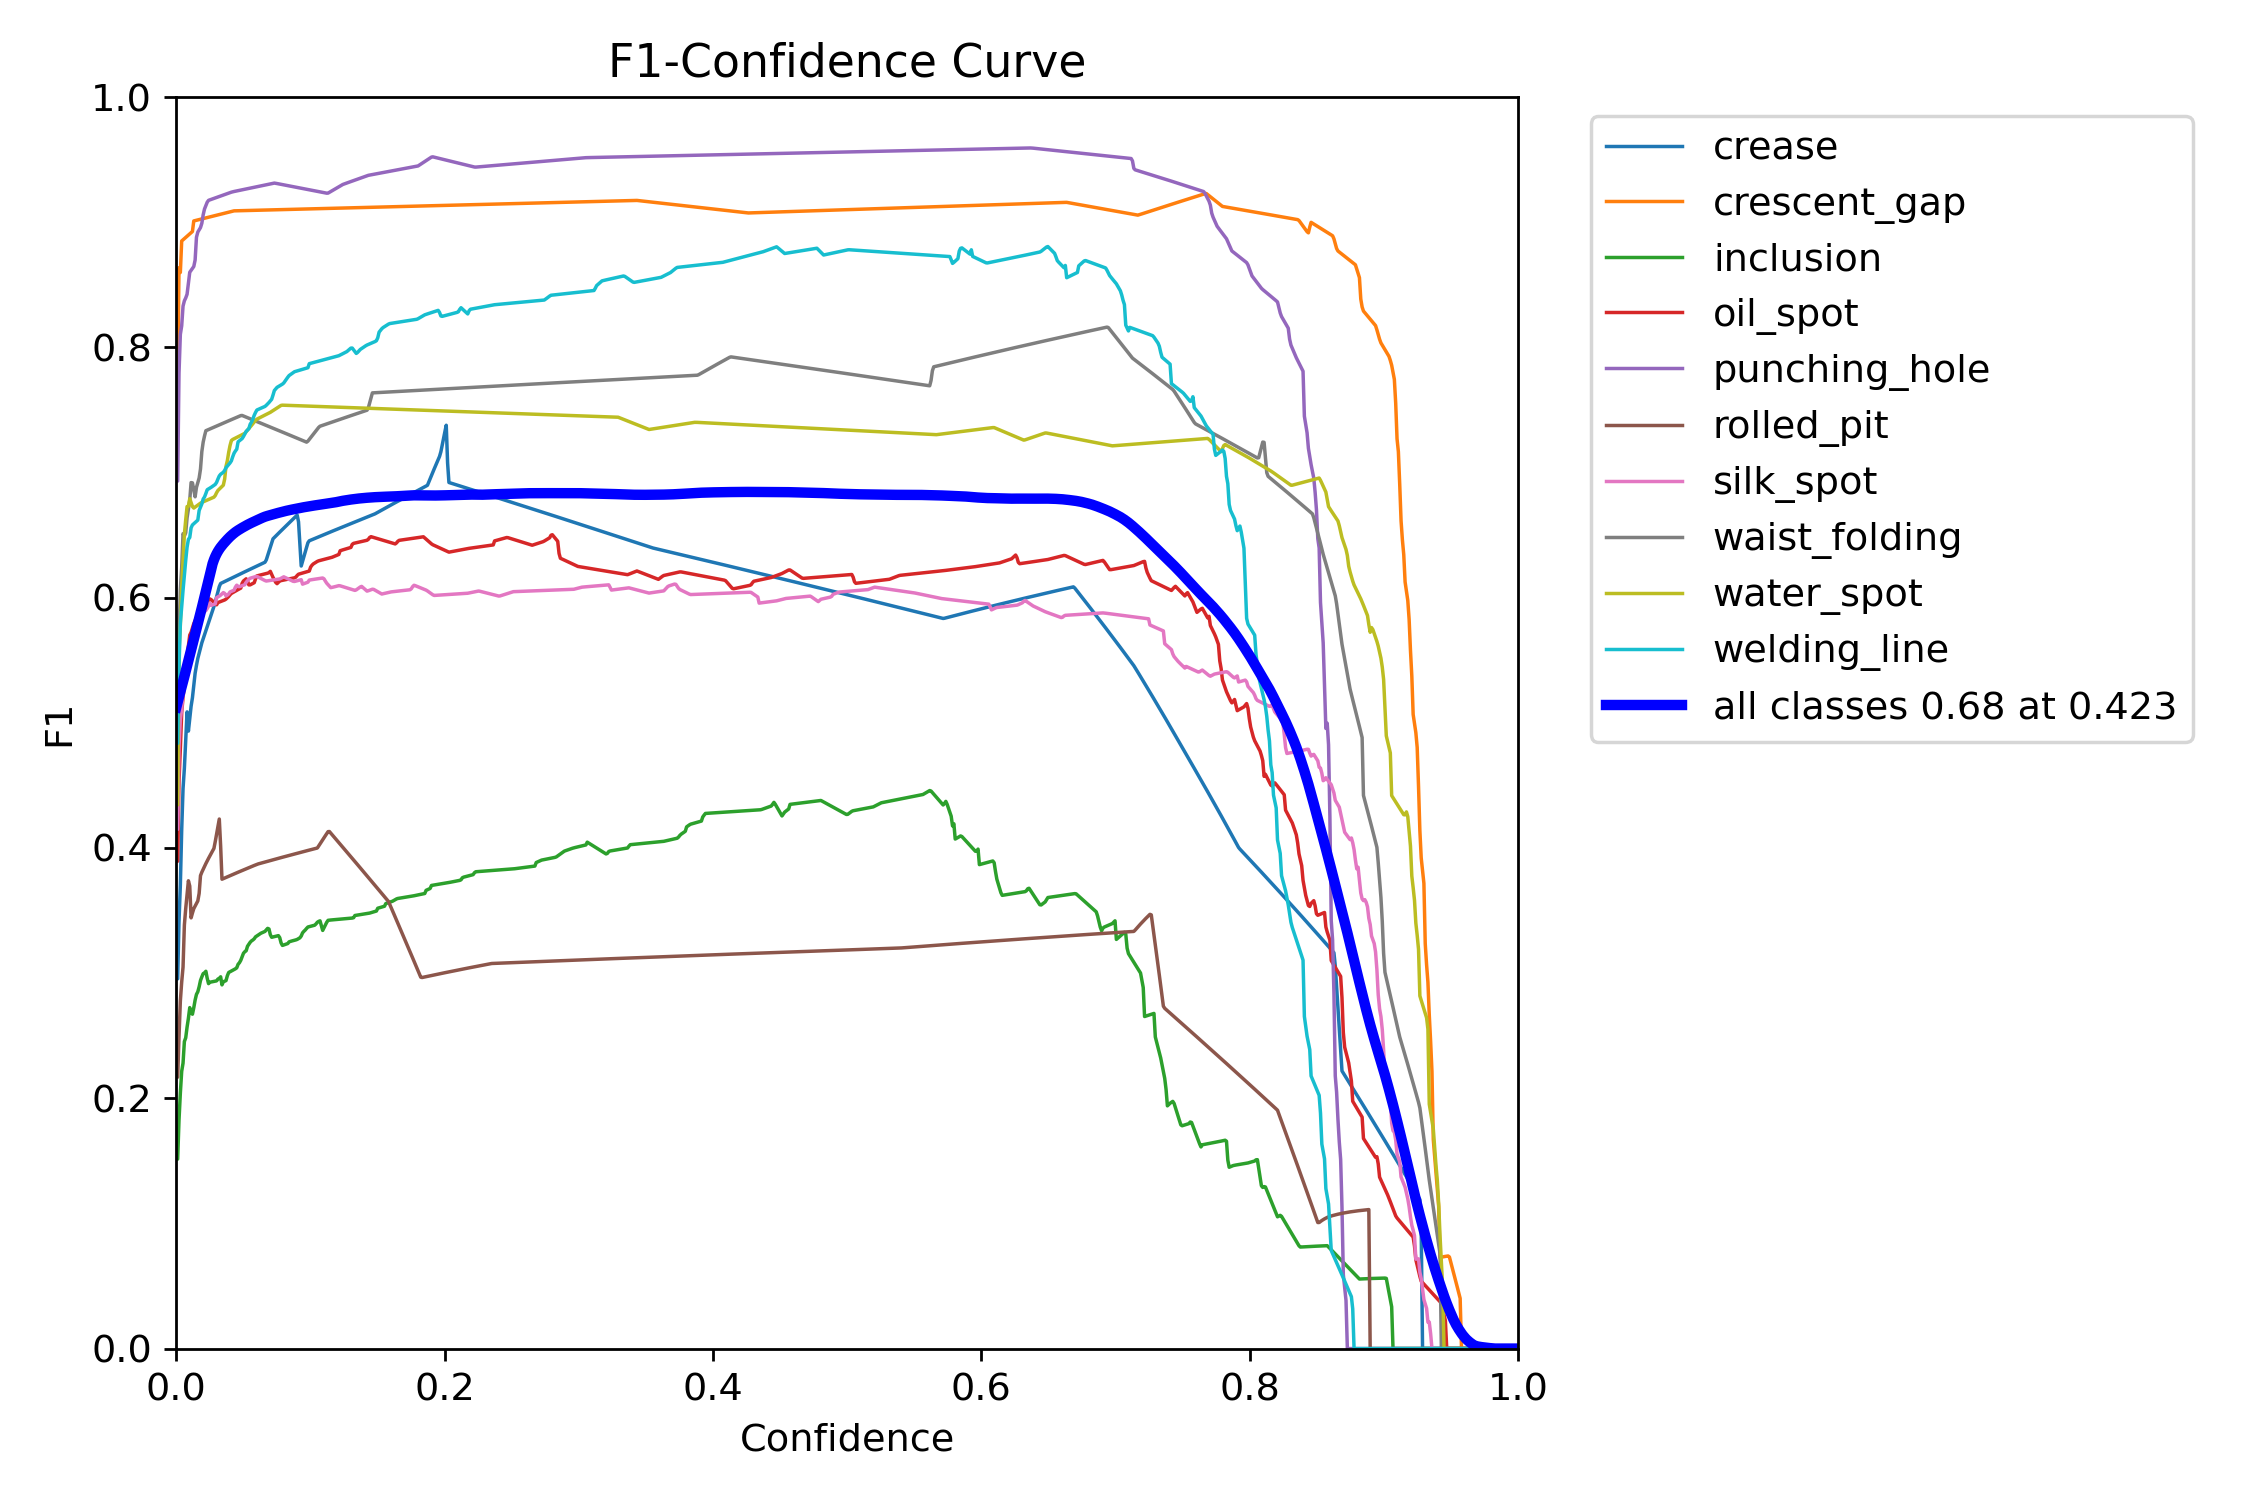 F1-Confidence Curve
1.0
0.8
0.6
0.4
0.2
0.0
F1
0.0 0.2 0.4 0.6 0.8 1.0
Confidence
crease
crescent_gap
inclusion
oil_spot
punching_hole
rolled_pit
silk_spot
waist_folding
water_spot
welding_line
all classes 0.68 at 0.423